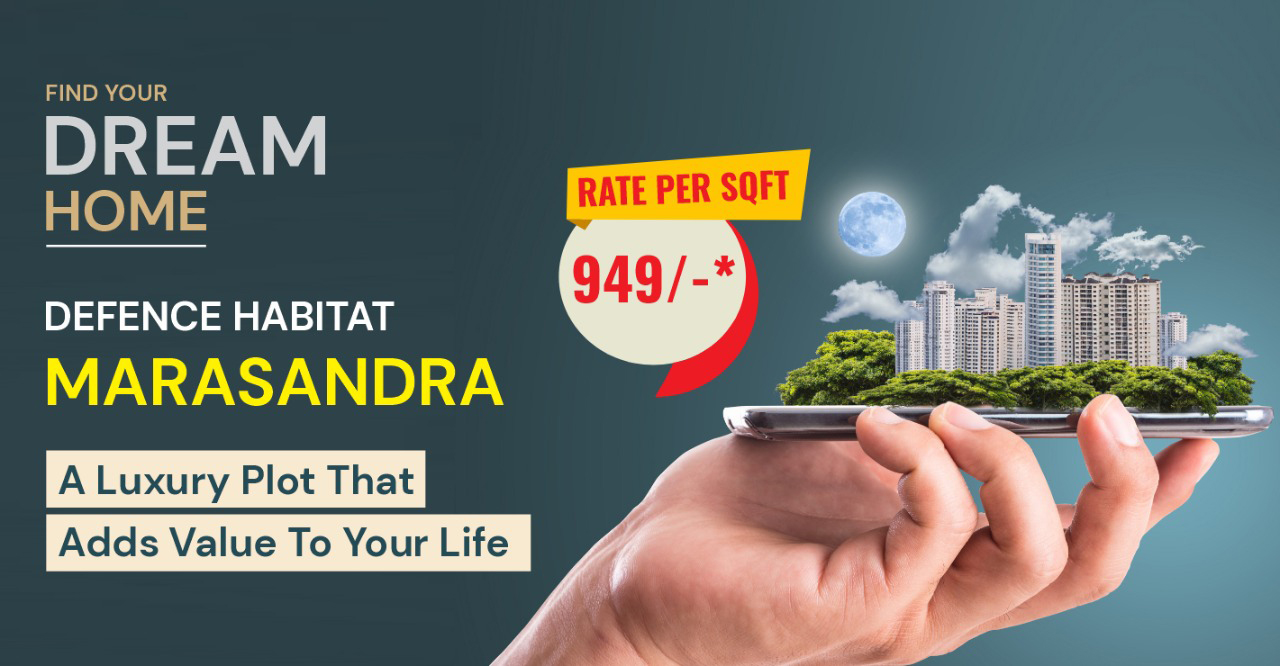 FIND YOUR
DREAM
HOME
DEFENCE HABITAT
MARASANDRA
A Luxury Plot That
Adds Value To Your Life
RATE PER SQFT
949/-*